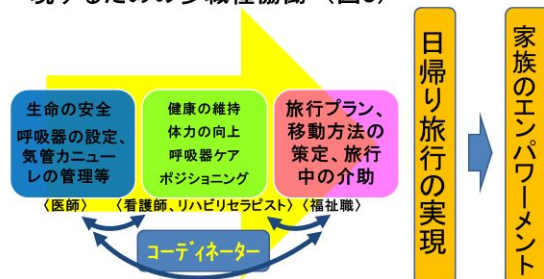 現するための多職種協働 （図3）
生命の安全
呼吸器の設定、
気管カニュー
レの管理等
健康の維持
体力の向上
呼吸器ケア
ポジショニング
旅行プラン、
移動方法の
策定、旅行
中の介助
〈医師〉
〈看護師、リハビリセラピスト〉
〈福祉職〉
コーディネーター
日帰り旅行の実現
家族のエンパワーメント